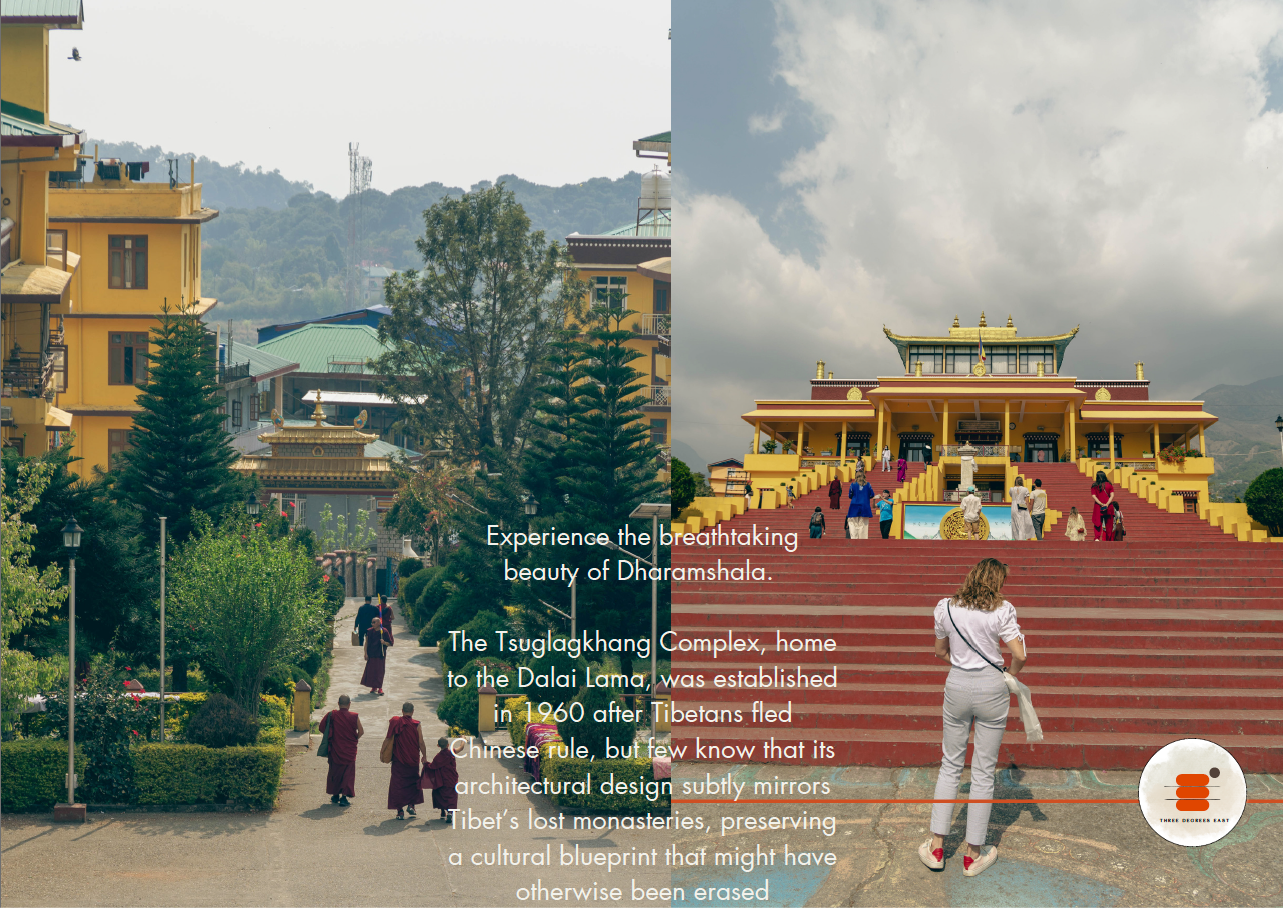 Experience the breathtaking
beauty of Dharamshala.
The Tsuglagkhang Complex, home
to the Dalai Lama, was established
in 1960 after Tibetans fled
Chinese rule, but few know that its
architectural design subtly mirrors
Tibet's lost monasteries, preserving
a cultural blueprint that might have
otherwise been erased
THREE DEGREES EAST